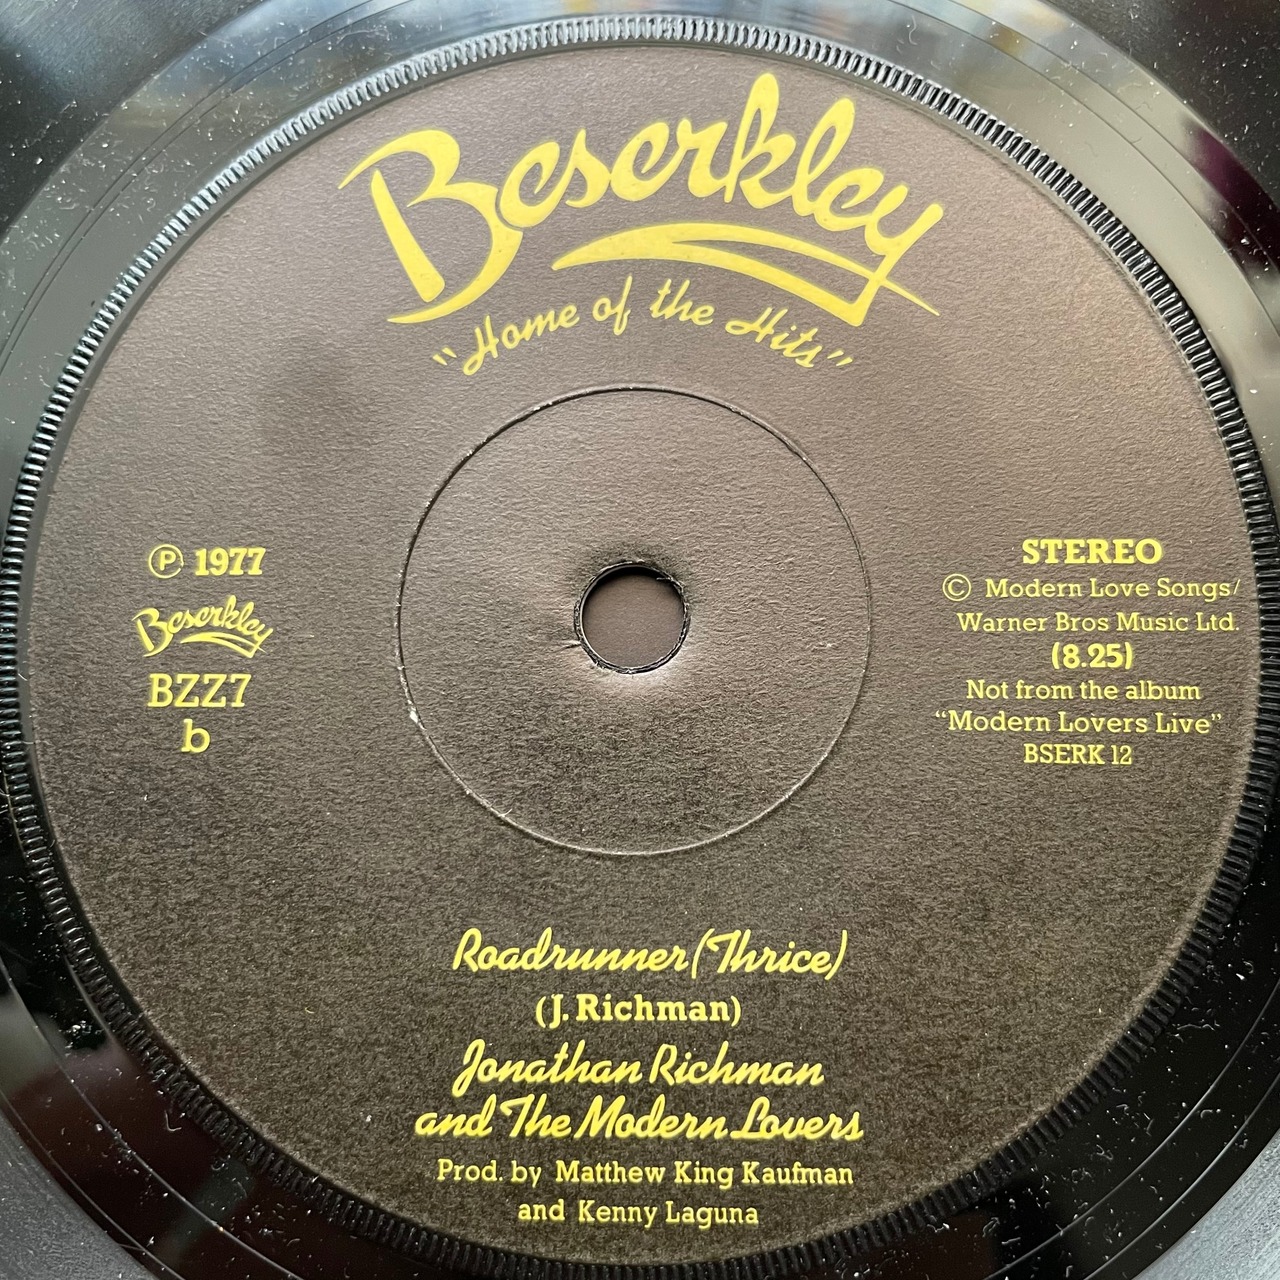 Beserkley
"Home of the Hits"
℗ 1977
Beserkley
BZZ7
b
STEREO
© Modern Love Songs/
Warner Bros Music Ltd.
(8.25)
Not from the album
"Modern Lovers Live"
BSERK 12
Roadrunner (Thrice)
(J. Richman)
Jonathan Richman
and The Modern Lovers
Prod. by Matthew King Kaufman
and Kenny Laguna